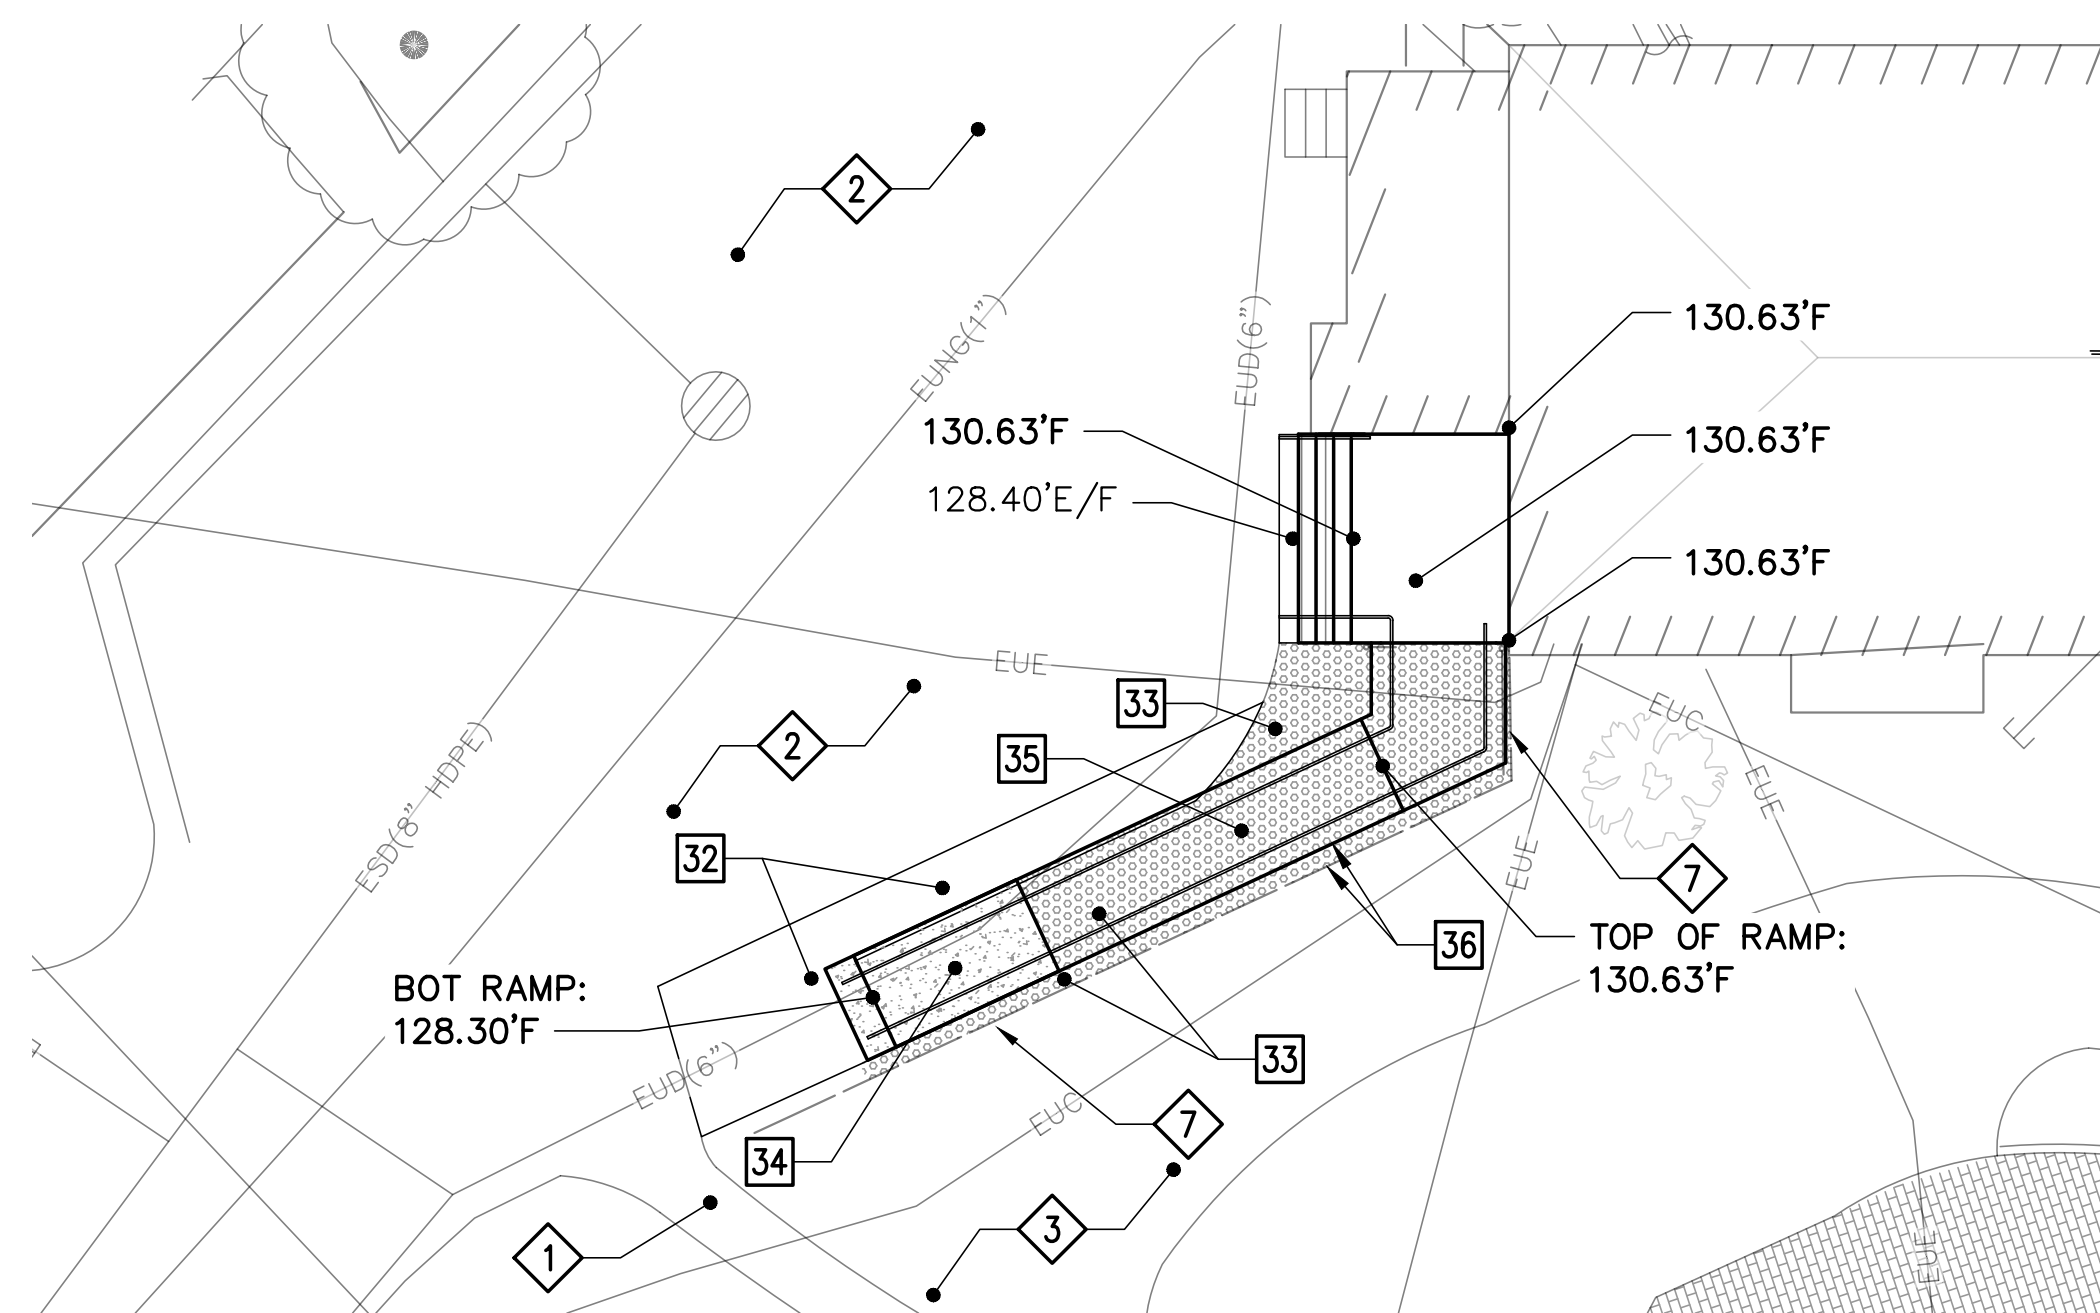 2
EUNG(1")
EUD(6")
130.63'F
130.63'F
130.63'F
128.40'E/F
130.63'F
EUE
33
EUC
35
2
ESD(8" HDPE)
EUE
32
EUE
7
36
TOP OF RAMP:
130.63'F
BOT RAMP:
128.30'F
33
EUD(6")
EUC
7
34
3
1
EUE